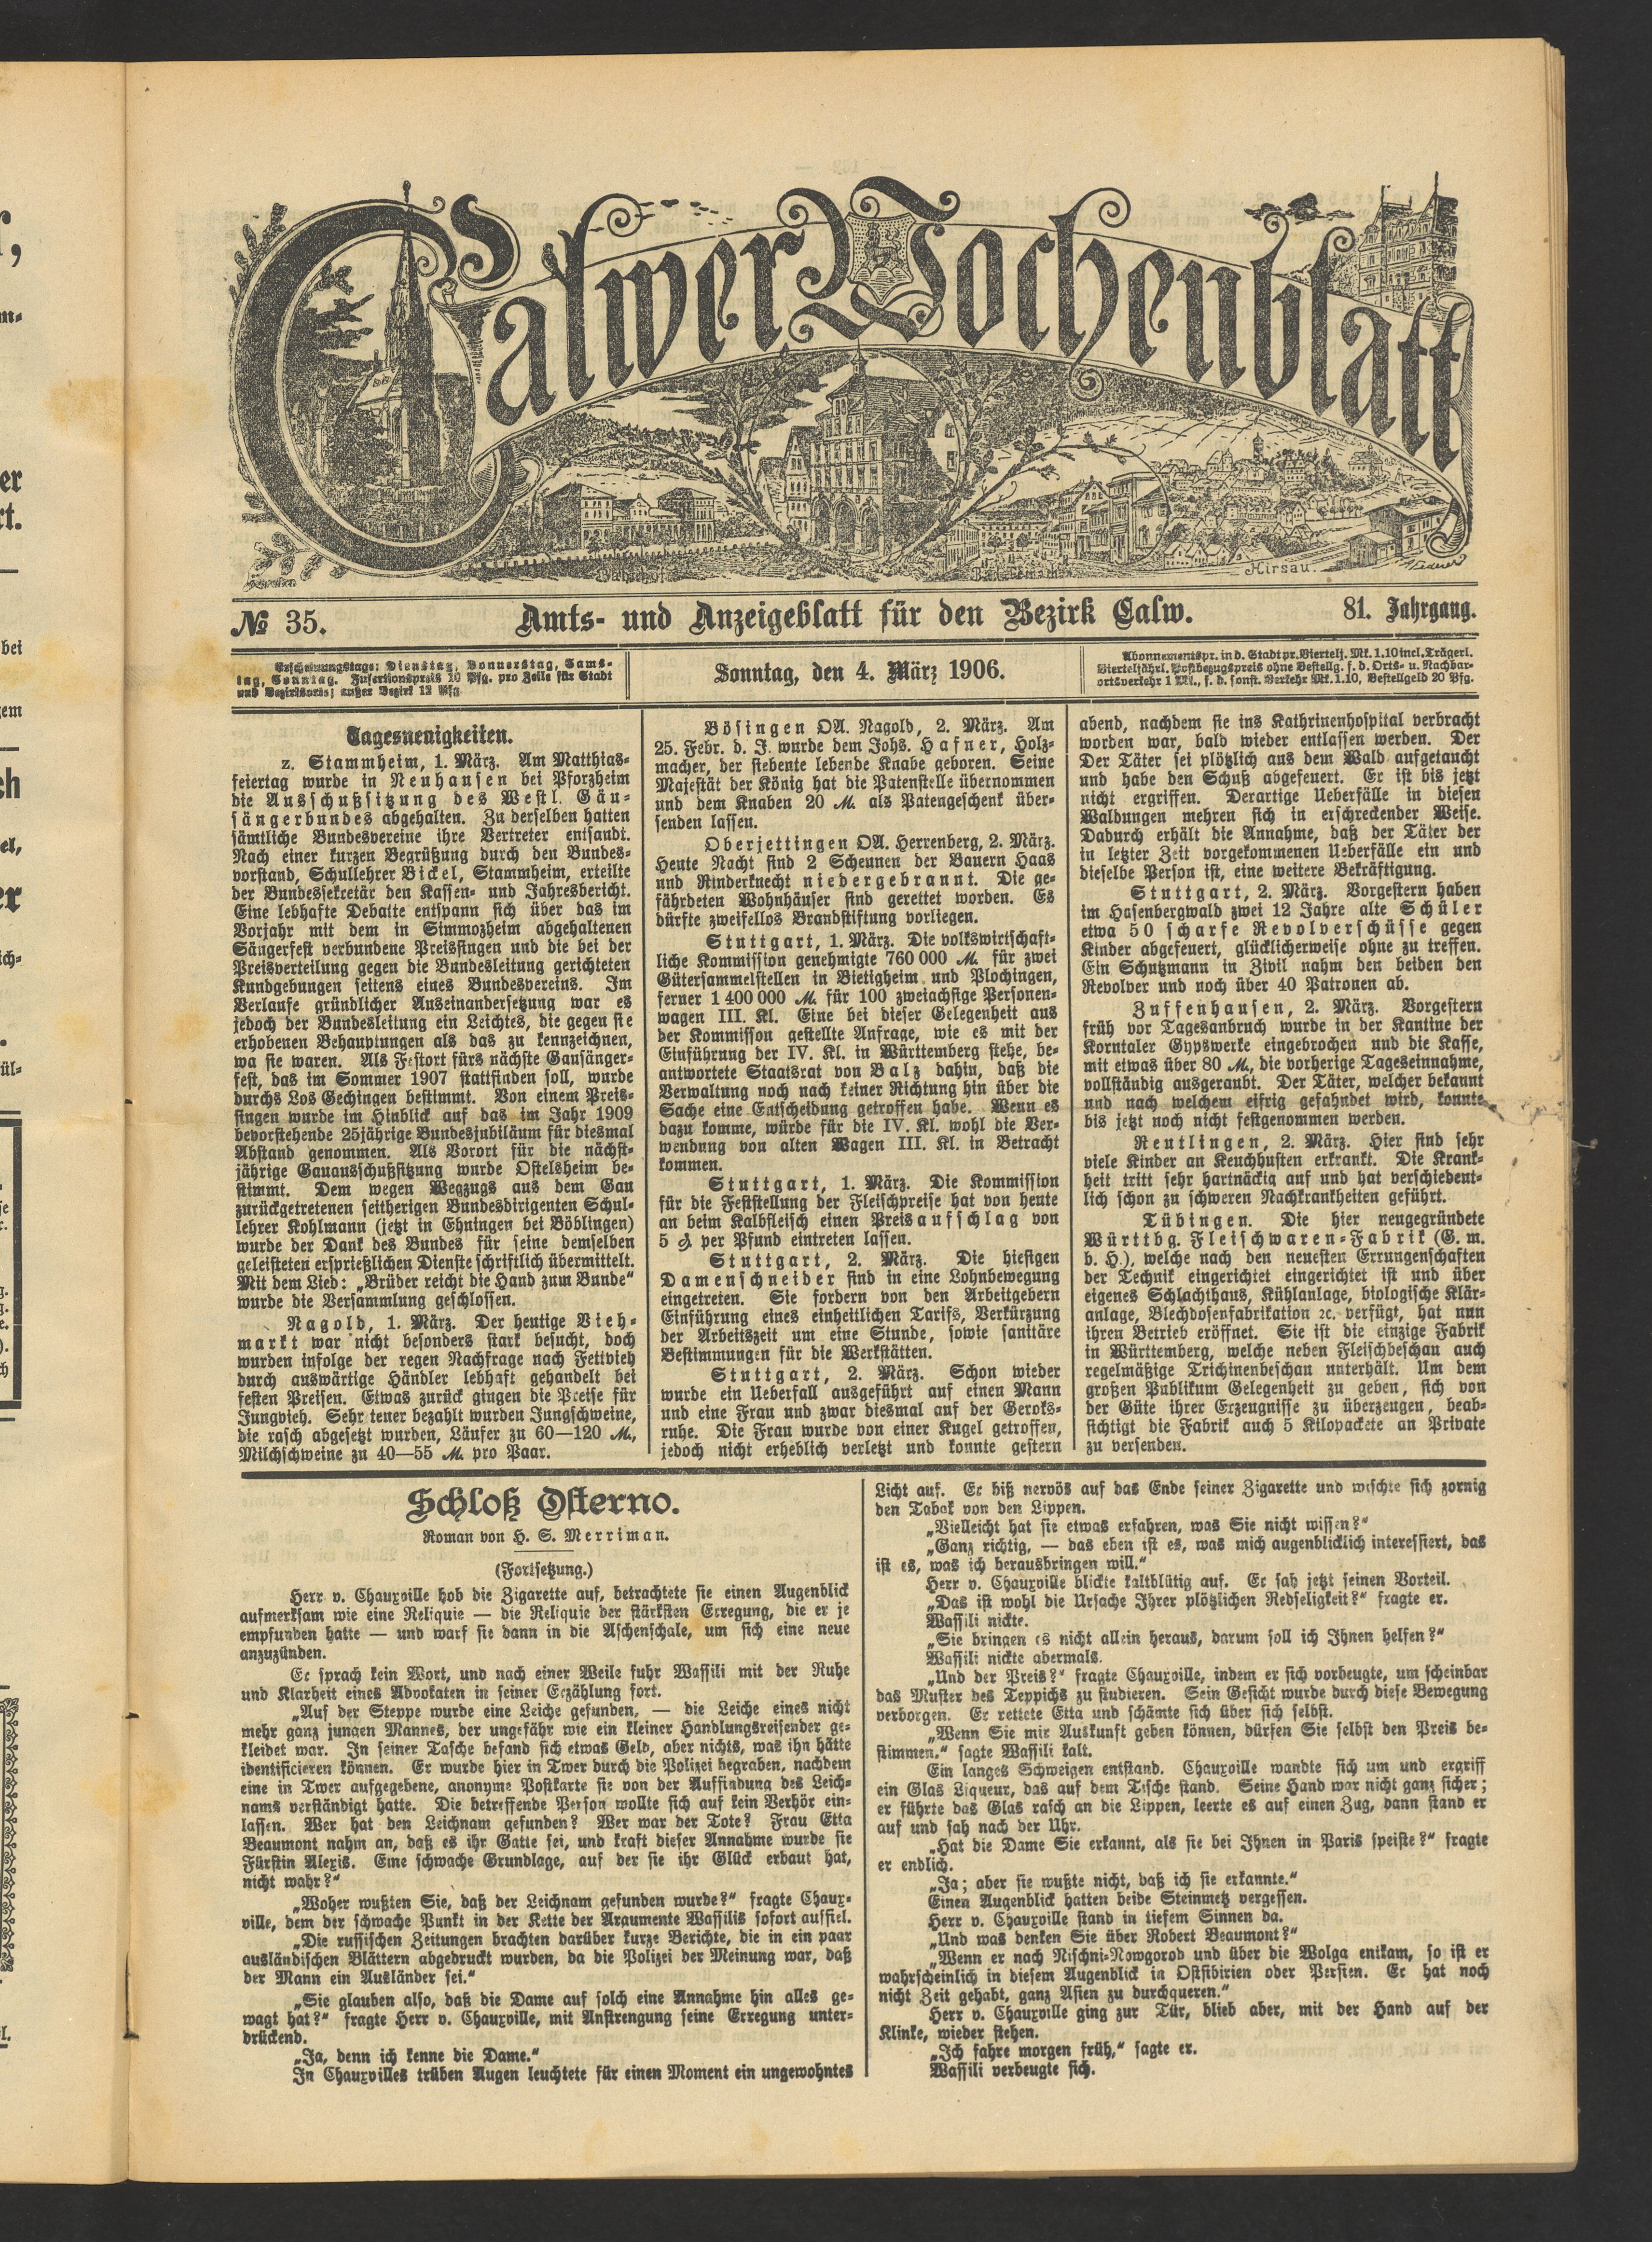 Calwer Wochenblatt
Bahnhof
Hirsau.
№ 35.
Amts- und Anzeigeblatt für den Bezirk Calw.
81. Jahrgang.
Erscheinungstage: Dienstag, Donnerstag, Sams-
tag, Sonntag. Insertionspreis 10 Pfg. pro Zeile für Stadt
und Bezirksorte; außer Bezirk 12 Pfg.
Sonntag, den 4. März 1906.
Abonnementspr. in d. Stadt pr. Viertelj. Mk. 1.10 incl. Trägerl.
Vierteljährl. Postbezugspreis ohne Bestellg. f. d. Orts- u. Nachbar-
ortsverkehr 1 Mk., f. d. sonst. Verkehr Mk. 1.10, Bestellgeld 20 Pfg.
Tagesneuigkeiten.
z. Stammheim, 1. März. Am Matthias-
feiertag wurde in Neuhausen bei Pforzheim
die Ausschußsitzung des Westl. Gäu-
sängerbundes abgehalten. Zu derselben hatten
sämtliche Bundesvereine ihre Vertreter entsandt.
Nach einer kurzen Begrüßung durch den Bundes-
vorstand, Schullehrer Bickel, Stammheim, erteilte
der Bundessekretär den Kassen- und Jahresbericht.
Eine lebhafte Debatte entspann sich über das im
Vorjahr mit dem in Simmozheim abgehaltenen
Sängerfest verbundene Preissingen und die bei der
Preisverteilung gegen die Bundesleitung gerichteten
Kundgebungen seitens eines Bundesvereins. Im
Verlaufe gründlicher Auseinandersetzung war es
jedoch der Bundesleitung ein Leichtes, die gegen sie
erhobenen Behauptungen als das zu kennzeichnen,
wa sie waren. Als Festort fürs nächste Gausänger-
fest, das im Sommer 1907 stattfinden soll, wurde
durchs Los Gechingen bestimmt. Von einem Preis-
singen wurde im Hinblick auf das im Jahr 1909
bevorstehende 25jährige Bundesjubiläum für diesmal
Abstand genommen. Als Vorort für die nächst-
jährige Gauausschußsitzung wurde Ostelsheim be-
stimmt. Dem wegen Wegzugs aus dem Gau
zurückgetretenen seitherigen Bundesdirigenten Schul-
lehrer Kohlmann (jetzt in Ehningen bei Böblingen)
wurde der Dank des Bundes für seine demselben
geleisteten ersprießlichen Dienste schriftlich übermittelt.
Mit dem Lied: „Brüder reicht die Hand zum Bunde“
wurde die Versammlung geschlossen.
Nagold, 1. März. Der heutige Vieh-
markt war nicht besonders stark besucht, doch
wurden infolge der regen Nachfrage nach Fettvieh
durch auswärtige Händler lebhaft gehandelt bei
festen Preisen. Etwas zurück gingen die Preise für
Jungvieh. Sehr teuer bezahlt wurden Jungschweine,
die rasch abgesetzt wurden, Läufer zu 60—120 ℳ,
Milchschweine zu 40—55 ℳ pro Paar.
Bösingen OA. Nagold, 2. März. Am
25. Febr. d. J. wurde dem Johs. Hafner, Holz-
macher, der siebente lebende Knabe geboren. Seine
Majestät der König hat die Patenstelle übernommen
und dem Knaben 20 ℳ als Patengeschenk über-
senden lassen.
Oberjettingen OA. Herrenberg, 2. März.
Heute Nacht sind 2 Scheunen der Bauern Haas
und Rinderknecht niedergebrannt. Die ge-
fährdeten Wohnhäuser sind gerettet worden. Es
dürfte zweifellos Brandstiftung vorliegen.
Stuttgart, 1. März. Die volkswirtschaft-
liche Kommission genehmigte 760 000 ℳ für zwei
Gütersammelstellen in Bietigheim und Plochingen,
ferner 1 400 000 ℳ für 100 zweiachsige Personen-
wagen III. Kl. Eine bei dieser Gelegenheit aus
der Kommisson gestellte Anfrage, wie es mit der
Einführung der IV. Kl. in Württemberg stehe, be-
antwortete Staatsrat von Balz dahin, daß die
Verwaltung noch nach keiner Richtung hin über die
Sache eine Entscheidung getroffen habe. Wenn es
dazu komme, würde für die IV. Kl. wohl die Ver-
wendung von alten Wagen III. Kl. in Betracht
kommen.
Stuttgart, 1. März. Die Kommission
für die Feststellung der Fleischpreise hat von heute
an beim Kalbfleisch einen Preisaufschlag von
5 ₰ per Pfund eintreten lassen.
Stuttgart, 2. März. Die hiesigen
Damenschneider sind in eine Lohnbewegung
eingetreten. Sie fordern von den Arbeitgebern
Einführung eines einheitlichen Tarifs, Verkürzung
der Arbeitszeit um eine Stunde, sowie sanitäre
Bestimmungen für die Werkstätten.
Stuttgart, 2. März. Schon wieder
wurde ein Ueberfall ausgeführt auf einen Mann
und eine Frau und zwar diesmal auf der Geroks-
ruhe. Die Frau wurde von einer Kugel getroffen,
jedoch nicht erheblich verletzt und konnte gestern
abend, nachdem sie ins Kathrinenhospital verbracht
worden war, bald wieder entlassen werden. Der
Der Täter sei plötzlich aus dem Wald aufgetaucht
und habe den Schuß abgefeuert. Er ist bis jetzt
nicht ergriffen. Derartige Ueberfälle in diesen
Waldungen mehren sich in erschreckender Weise.
Dadurch erhält die Annahme, daß der Täter der
in letzter Zeit vorgekommenen Ueberfälle ein und
dieselbe Person ist, eine weitere Bekräftigung.
Stuttgart, 2. März. Vorgestern haben
im Hasenbergwald zwei 12 Jahre alte Schüler
etwa 50 scharfe Revolverschüsse gegen
Kinder abgefeuert, glücklicherweise ohne zu treffen.
Ein Schutzmann in Zivil nahm den beiden den
Revolver und noch über 40 Patronen ab.
Zuffenhausen, 2. März. Vorgestern
früh vor Tagesanbruch wurde in der Kantine der
Korntaler Gypswerke eingebrochen und die Kasse,
mit etwas über 80 ℳ, die vorherige Tageseinnahme,
vollständig ausgeraubt. Der Täter, welcher bekannt
und nach welchem eifrig gefahndet wird, konnte
bis jetzt noch nicht festgenommen werden.
Reutlingen, 2. März. Hier sind sehr
viele Kinder an Keuchhusten erkrankt. Die Krank-
heit tritt sehr hartnäckig auf und hat verschiedent-
lich schon zu schweren Nachkrankheiten geführt.
Tübingen. Die hier neugegründete
Württbg. Fleischwaren-Fabrik (G. m.
b. H.), welche nach den neuesten Errungenschaften
der Technik eingerichtet eingerichtet ist und über
eigenes Schlachthaus, Kühlanlage, biologische Klär-
anlage, Blechdosenfabrikation ꝛc. verfügt, hat nun
ihren Betrieb eröffnet. Sie ist die einzige Fabrik
in Württemberg, welche neben Fleischbeschau auch
regelmäßige Trichinenbeschau unterhält. Um dem
großen Publikum Gelegenheit zu geben, sich von
der Güte ihrer Erzeugnisse zu überzeugen, beab-
sichtigt die Fabrik auch 5 Kilopackete an Private
zu versenden.
Schloß Osterno.
Roman von H. S. Merriman.
(Fortsetzung.)
Herr v. Chauxville hob die Zigarette auf, betrachtete sie einen Augenblick
aufmerksam wie eine Reliquie — die Reliquie der stärksten Erregung, die er je
empfunden hatte — und warf sie dann in die Aschenschale, um sich eine neue
anzuzünden.
Er sprach kein Wort, und nach einer Weile fuhr Wassili mit der Ruhe
und Klarheit eines Advokaten in seiner Erzählung fort.
„Auf der Steppe wurde eine Leiche gefunden, — die Leiche eines nicht
mehr ganz jungen Mannes, der ungefähr wie ein kleiner Handlungsreisender ge-
kleidet war. In seiner Tasche befand sich etwas Geld, aber nichts, was ihn hätte
identificieren können. Er wurde hier in Twer durch die Polizei begraben, nachdem
eine in Twer aufgegebene, anonyme Postkarte sie von der Auffindung des Leich-
nams verständigt hatte. Die betreffende Person wollte sich auf kein Verhör ein-
lassen. Wer hat den Leichnam gefunden? Wer war der Tote? Frau Etta
Beaumont nahm an, daß es ihr Gatte sei, und kraft dieser Annahme wurde sie
Fürstin Alexis. Eine schwache Grundlage, auf der sie ihr Glück erbaut hat,
nicht wahr?“
„Woher wußten Sie, daß der Leichnam gefunden wurde?“ fragte Chaux-
ville, dem der schwache Punkt in der Kette der Argumente Wassilis sofort auffiel.
„Die russischen Zeitungen brachten darüber kurze Berichte, die in ein paar
ausländischen Blättern abgedruckt wurden, da die Polizei der Meinung war, daß
der Mann ein Ausländer sei.“
„Sie glauben also, daß die Dame auf solch eine Annahme hin alles ge-
wagt hat?“ fragte Herr v. Chauxville, mit Anstrengung seine Erregung unter-
drückend.
„Ja, denn ich kenne die Dame.“
In Chauxvilles trüben Augen leuchtete für einen Moment ein ungewohntes
Licht auf. Er biß nervös auf das Ende seiner Zigarette und wischte sich zornig
den Tabak von den Lippen.
„Vielleicht hat sie etwas erfahren, was Sie nicht wissen?“
„Ganz richtig, — das eben ist es, was mich augenblicklich interessiert, das
ist es, was ich herausbringen will.“
Herr v. Chauxville blickte kaltblütig auf. Er sah jetzt seinen Vorteil.
„Das ist wohl die Ursache Ihrer plötzlichen Redseligkeit?“ fragte er.
Wassili nickte.
„Sie bringen es nicht allein heraus, darum soll ich Ihnen helfen?“
Wassili nickte abermals.
„Und der Preis?“ fragte Chauxville, indem er sich vorbeugte, um scheinbar
das Muster des Teppichs zu studieren. Sein Gesicht wurde durch diese Bewegung
verborgen. Er rettete Etta und schämte sich über sich selbst.
„Wenn Sie mir Auskunft geben können, dürfen Sie selbst den Preis be-
stimmen,“ sagte Wassili kalt.
Ein langes Schweigen entstand. Chauxville wandte sich um und ergriff
ein Glas Liqueur, das auf dem Tische stand. Seine Hand war nicht ganz sicher;
er führte das Glas rasch an die Lippen, leerte es auf einen Zug, dann stand er
auf und sah nach der Uhr.
„Hat die Dame Sie erkannt, als sie bei Ihnen in Paris speiste?“ fragte
er endlich.
„Ja; aber sie wußte nicht, daß ich sie erkannte.“
Einen Augenblick hatten beide Steinmetz vergessen.
Herr v. Chauxville stand in tiefem Sinnen da.
„Und was denken Sie über Robert Beaumont?“
„Wenn er nach Nischni-Nowgorod und über die Wolga entkam, so ist er
wahrscheinlich in diesem Augenblick in Ostsibirien oder Persien. Er hat noch
nicht Zeit gehabt, ganz Asien zu durchqueren.“
Herr v. Chauxville ging zur Tür, blieb aber, mit der Hand auf der
Klinke, wieder stehen.
„Ich fahre morgen früh,“ sagte er.
Wassili verbeugte sich.